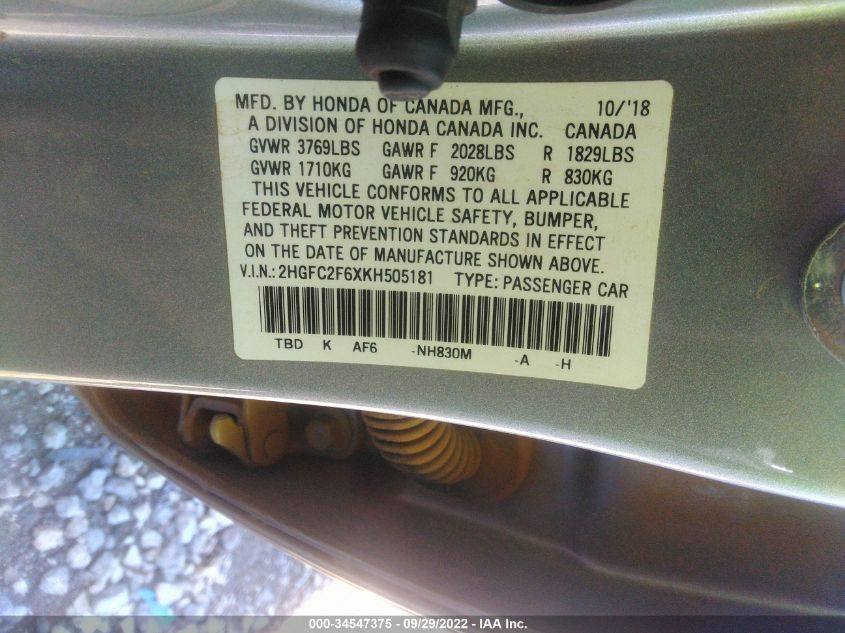 MFD. BY HONDA OF CANADA MFG., 10/'18
A DIVISION OF HONDA CANADA INC. CANADA
GVWR 3769LBS GAWR F 2028LBS R 1829LBS
GVWR 1710KG GAWR F 920KG R 830KG
THIS VEHICLE CONFORMS TO ALL APPLICABLE
FEDERAL MOTOR VEHICLE SAFETY, BUMPER,
AND THEFT PREVENTION STANDARDS IN EFFECT
ON THE DATE OF MANUFACTURE SHOWN ABOVE.
V.I.N.:2HGFC2F6XKH505181 TYPE: PASSENGER CAR
TBD K AF6 -NH830M -A -H
000-34547375 - 09/29/2022 - IAA Inc.